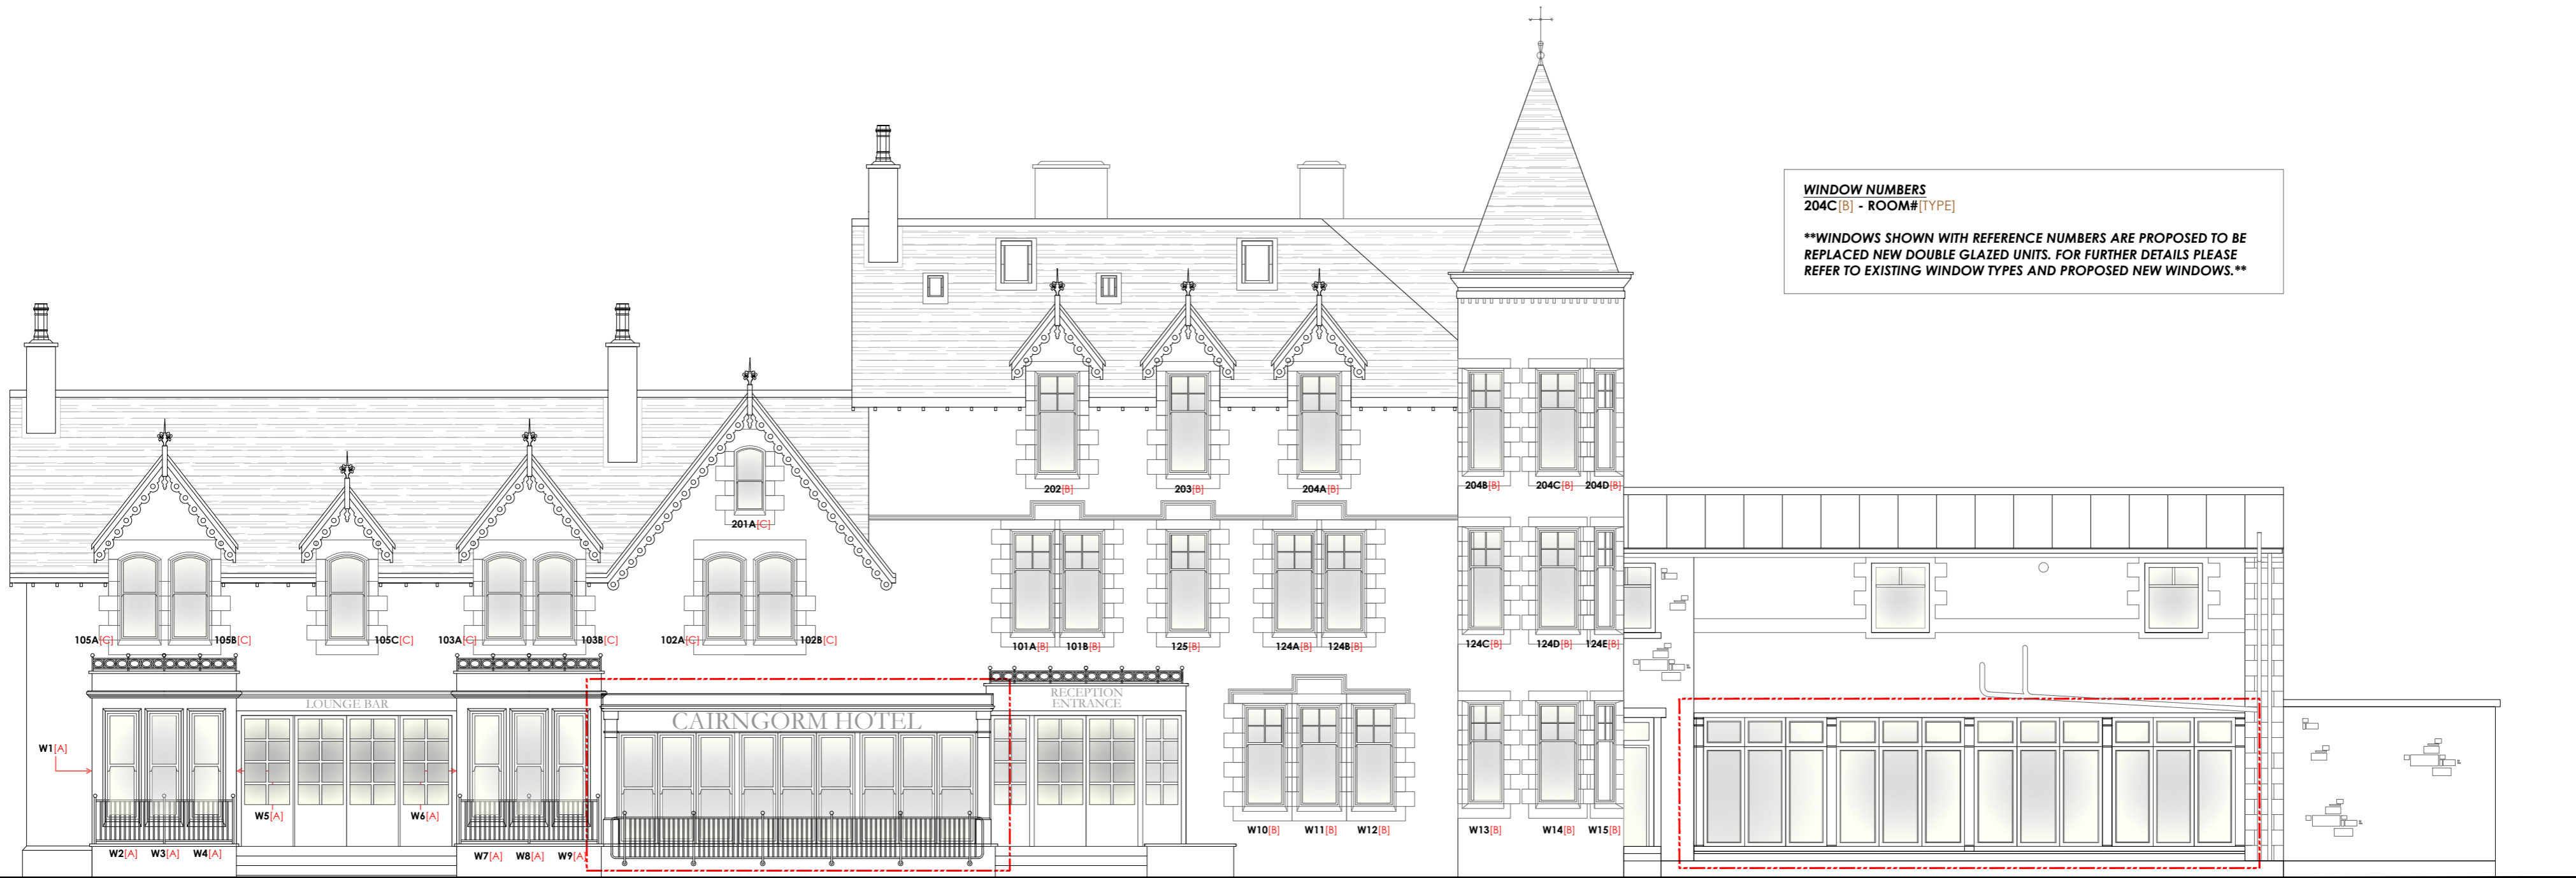 WINDOW NUMBERS
204C[B] - ROOM#[TYPE]
**WINDOWS SHOWN WITH REFERENCE NUMBERS ARE PROPOSED TO BE
REPLACED NEW DOUBLE GLAZED UNITS. FOR FURTHER DETAILS PLEASE
REFER TO EXISTING WINDOW TYPES AND PROPOSED NEW WINDOWS.**
202[B] 203[B] 204A[B] 204B[B] 204C[B] 204D[B]
201A[C]
105A[C] 105B[C] 105C[C] 103A[C] 103B[C] 102A[C] 102B[C]
101A[B] 101B[B] 125[B] 124A[B] 124B[B] 124C[B] 124D[B] 124E[B]
LOUNGE BAR
RECEPTION
ENTRANCE
CAIRNGORM HOTEL
W1[A]
W5[A] W6[A]
W10[B] W11[B] W12[B] W13[B] W14[B] W15[B]
W2[A] W3[A] W4[A] W7[A] W8[A] W9[A]